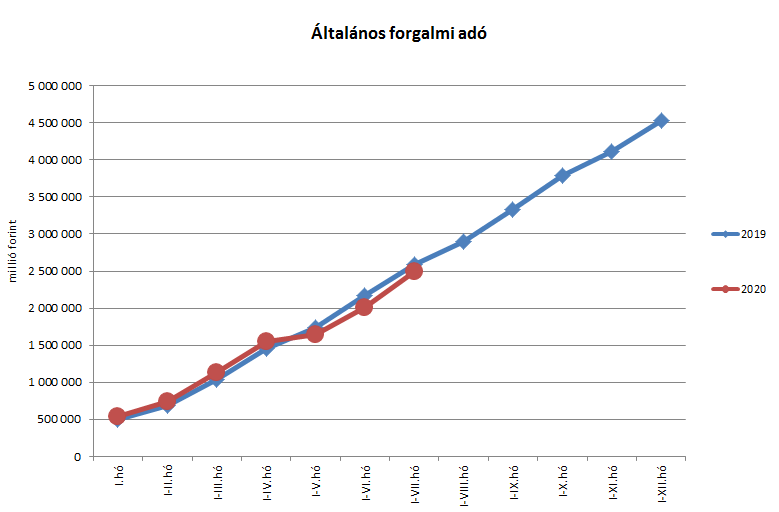 Általános forgalmi adó
millió forint
5 000 000
4 500 000
4 000 000
3 500 000
3 000 000
2 500 000
2 000 000
1 500 000
1 000 000
500 000
0
I.hó
I-II.hó
I-III.hó
I-IV.hó
I-V.hó
I-VI.hó
I-VII.hó
I-VIII.hó
I-IX.hó
I-X.hó
I-XI.hó
I-XII.hó
2019
2020